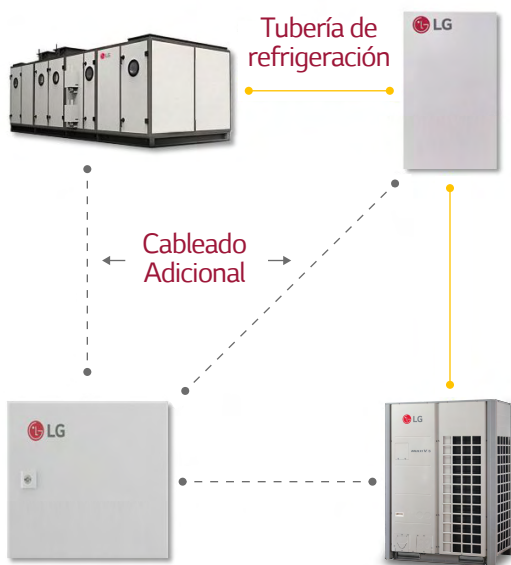 Tubería de
refrigeración
LG
Cableado
Adicional
LG
LG